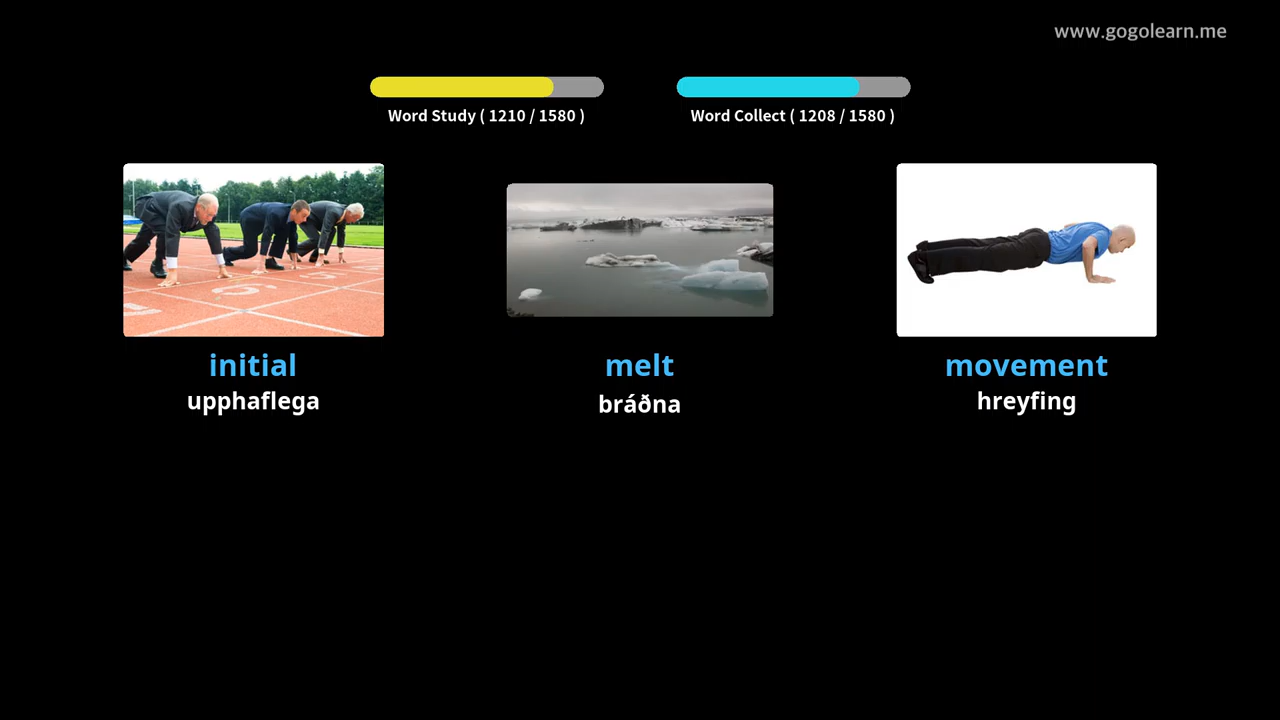 www.gogolearn.me
Word Study ( 1210 / 1580 )
Word Collect ( 1208 / 1580 )
initial
upphaflega
melt
bráðna
movement
hreyfing